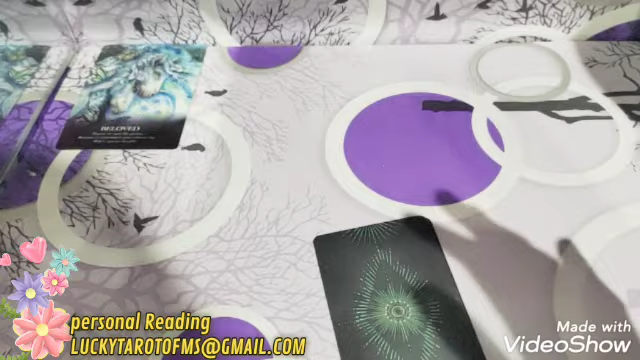 BELOVED
personal Reading
LUCKYTAROTOFMS@GMAIL.COM
Made with
VideoShow